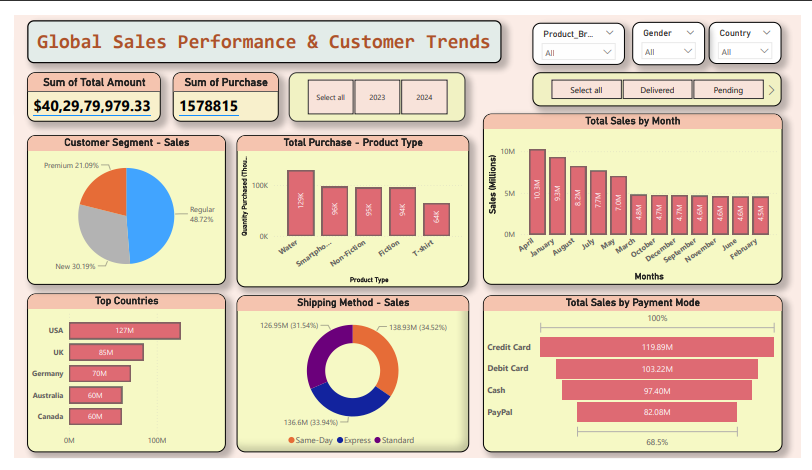 Global Sales Performance & Customer Trends
Product_Br...
All
Gender
All
Country
All
Sum of Total Amount
$40,29,79,979.33
Sum of Purchase
1578815
Select all
2023
2024
Select all
Delivered
Pending
Customer Segment - Sales
Premium 21.09%
Regular
48.72%
New 30.19%
Total Purchase - Product Type
Quantity Purchased (Thou...
100K
0K
129K
96K
95K
94K
64K
Water
Smartpho...
Non-Fiction
Fiction
T-shirt
Product Type
Total Sales by Month
Sales (Millions)
10M
5M
0M
10.3M
9.3M
8.2M
7.7M
7.0M
4.8M
4.7M
4.7M
4.6M
4.6M
4.6M
4.5M
April
January
August
July
May
March
October
December
September
November
June
February
Months
Top Countries
USA
127M
UK
85M
Germany
70M
Australia
60M
Canada
60M
0M
100M
Shipping Method - Sales
126.95M (31.54%)
138.93M (34.52%)
136.6M (33.94%)
Same-Day
Express
Standard
Total Sales by Payment Mode
100%
Credit Card
119.89M
Debit Card
103.22M
Cash
97.40M
PayPal
82.08M
68.5%